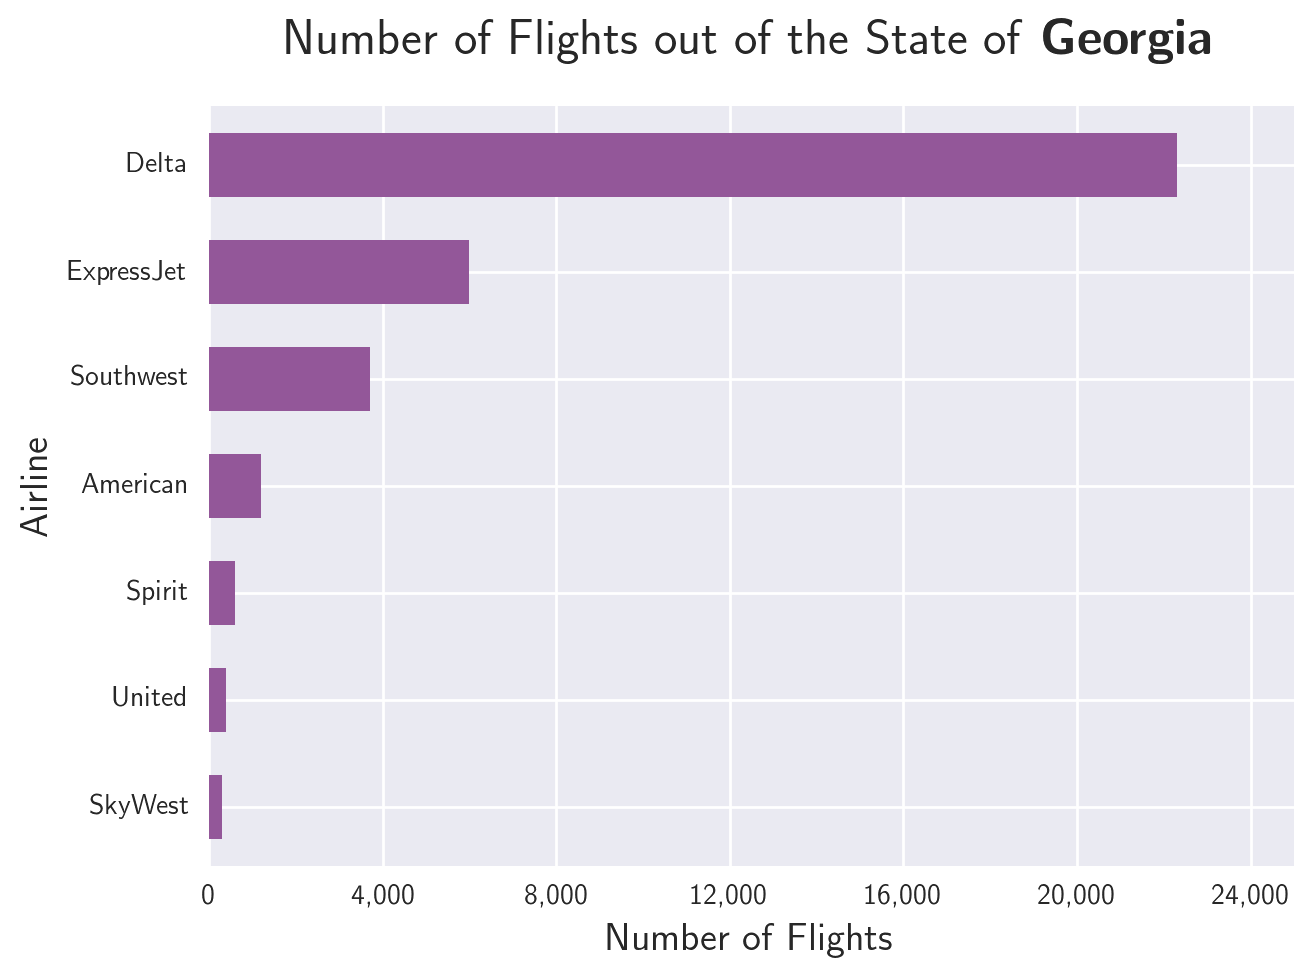 Number of Flights out of the State of Georgia
Delta
ExpressJet
Southwest
American
Spirit
United
SkyWest
Airline
0 4,000 8,000 12,000 16,000 20,000 24,000
Number of Flights